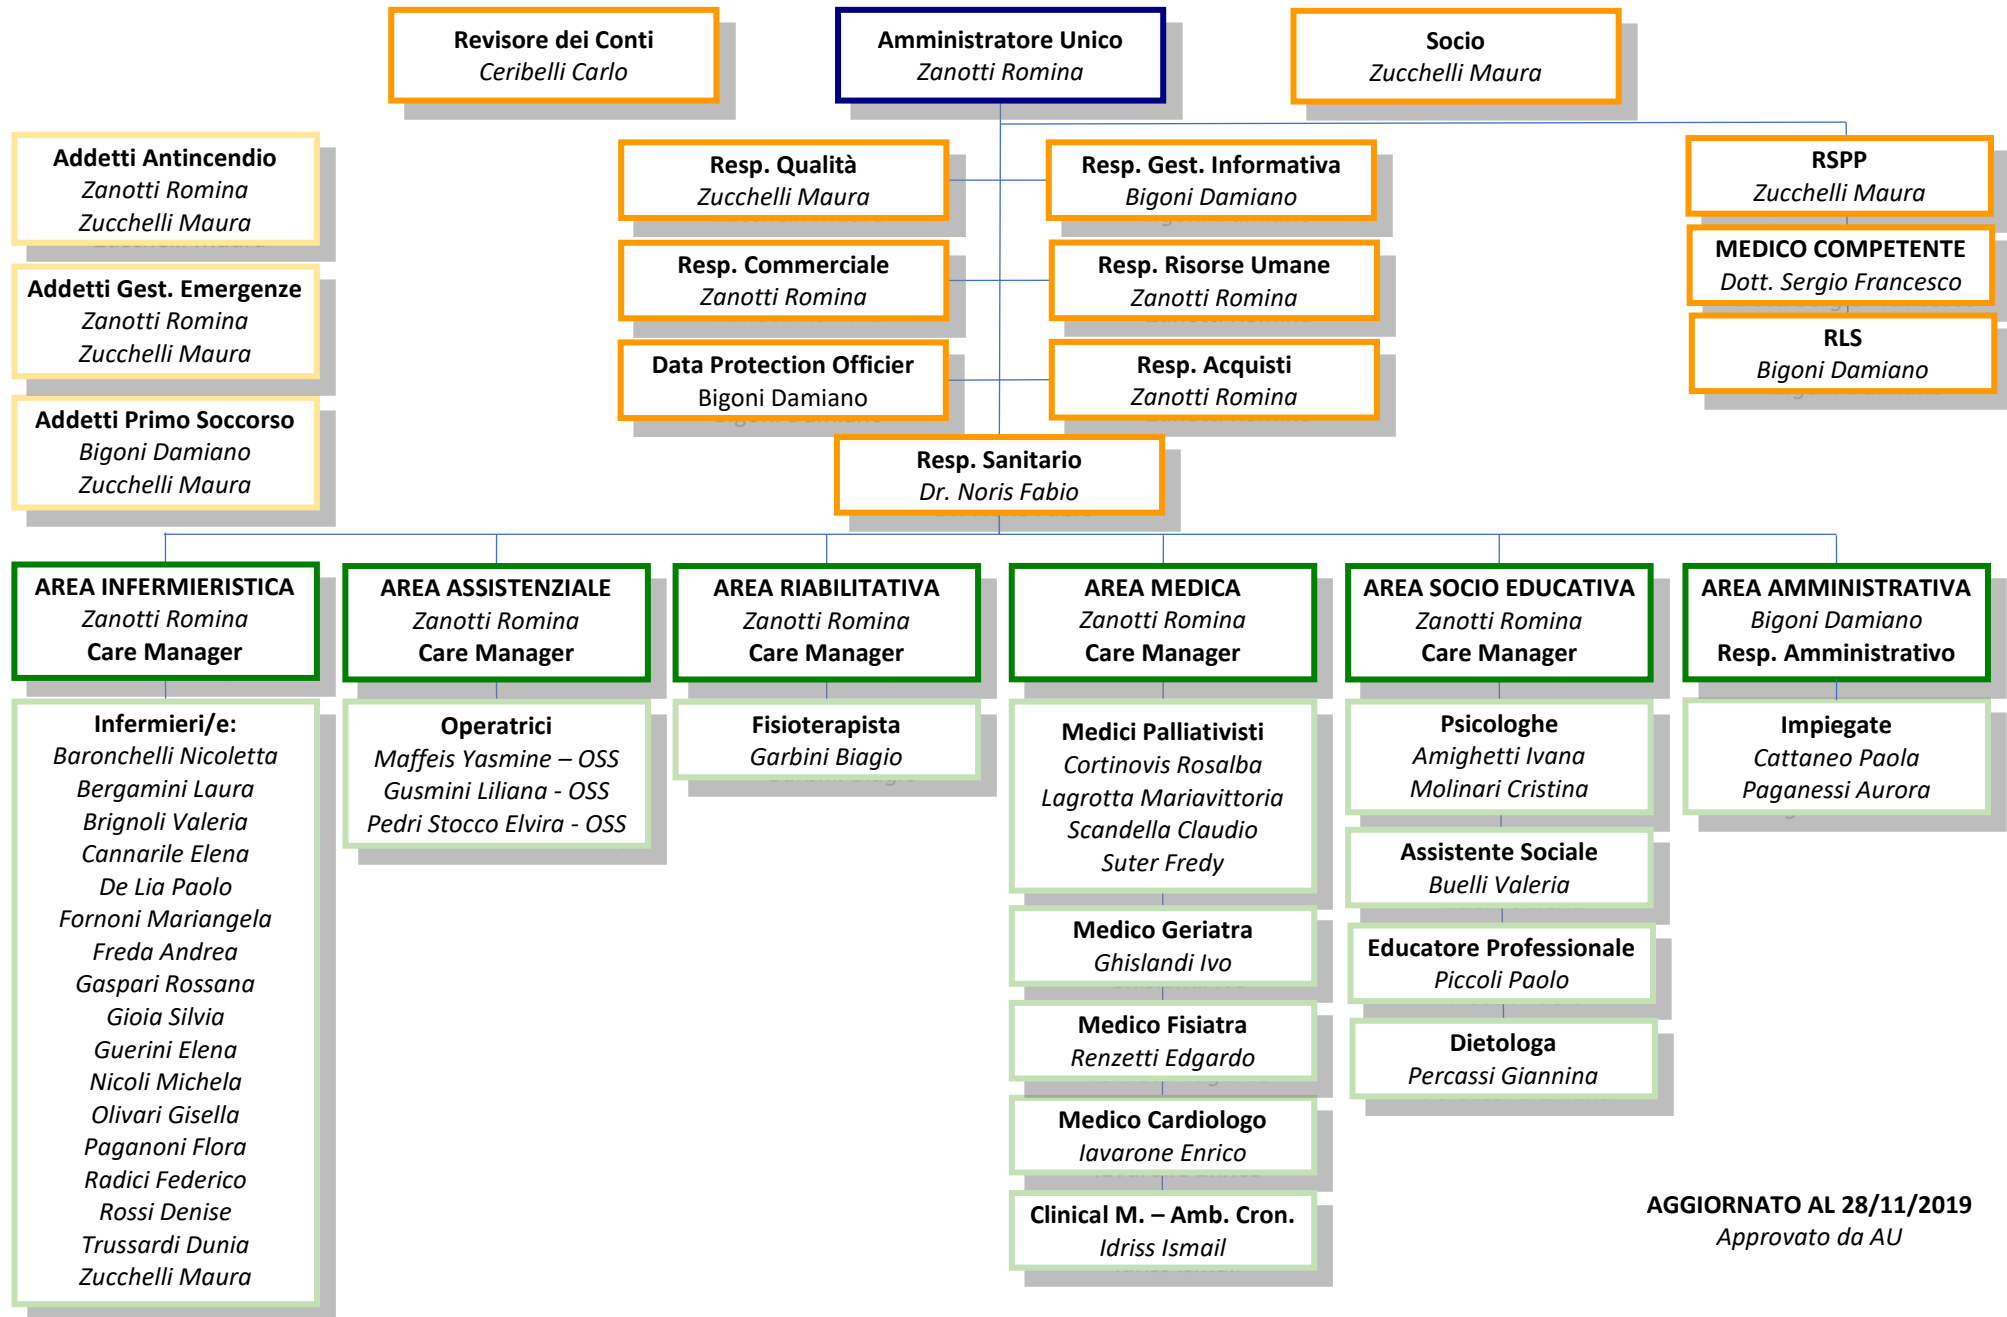 Revisore dei Conti
Ceribelli Carlo
Amministratore Unico
Zanotti Romina
Socio
Zucchelli Maura
Addetti Antincendio
Zanotti Romina
Zucchelli Maura
Addetti Gest. Emergenze
Zanotti Romina
Zucchelli Maura
Addetti Primo Soccorso
Bigoni Damiano
Zucchelli Maura
Resp. Qualità
Zucchelli Maura
Resp. Gest. Informativa
Bigoni Damiano
Resp. Commerciale
Zanotti Romina
Resp. Risorse Umane
Zanotti Romina
Data Protection Officier
Bigoni Damiano
Resp. Acquisti
Zanotti Romina
RSPP
Zucchelli Maura
MEDICO COMPETENTE
Dott. Sergio Francesco
RLS
Bigoni Damiano
Resp. Sanitario
Dr. Noris Fabio
AREA INFERMIERISTICA
Zanotti Romina
Care Manager
Infermieri/e:
Baronchelli Nicoletta
Bergamini Laura
Brignoli Valeria
Cannarile Elena
De Lia Paolo
Fornoni Mariangela
Freda Andrea
Gaspari Rossana
Gioia Silvia
Guerini Elena
Nicoli Michela
Olivari Gisella
Paganoni Flora
Radici Federico
Rossi Denise
Trussardi Dunia
Zucchelli Maura
AREA ASSISTENZIALE
Zanotti Romina
Care Manager
Operatrici
Maffeis Yasmine – OSS
Gusmini Liliana - OSS
Pedri Stocco Elvira - OSS
AREA RIABILITATIVA
Zanotti Romina
Care Manager
Fisioterapista
Garbini Biagio
AREA MEDICA
Zanotti Romina
Care Manager
Medici Palliativisti
Cortinovis Rosalba
Lagrotta Mariavittoria
Scandella Claudio
Suter Fredy
Medico Geriatra
Ghislandi Ivo
Medico Fisiatra
Renzetti Edgardo
Medico Cardiologo
Iavarone Enrico
Clinical M. – Amb. Cron.
Idriss Ismail
AREA SOCIO EDUCATIVA
Zanotti Romina
Care Manager
Psicologhe
Amighetti Ivana
Molinari Cristina
Assistente Sociale
Buelli Valeria
Educatore Professionale
Piccoli Paolo
Dietologa
Percassi Giannina
AREA AMMINISTRATIVA
Bigoni Damiano
Resp. Amministrativo
Impiegate
Cattaneo Paola
Paganessi Aurora
AGGIORNATO AL 28/11/2019
Approvato da AU